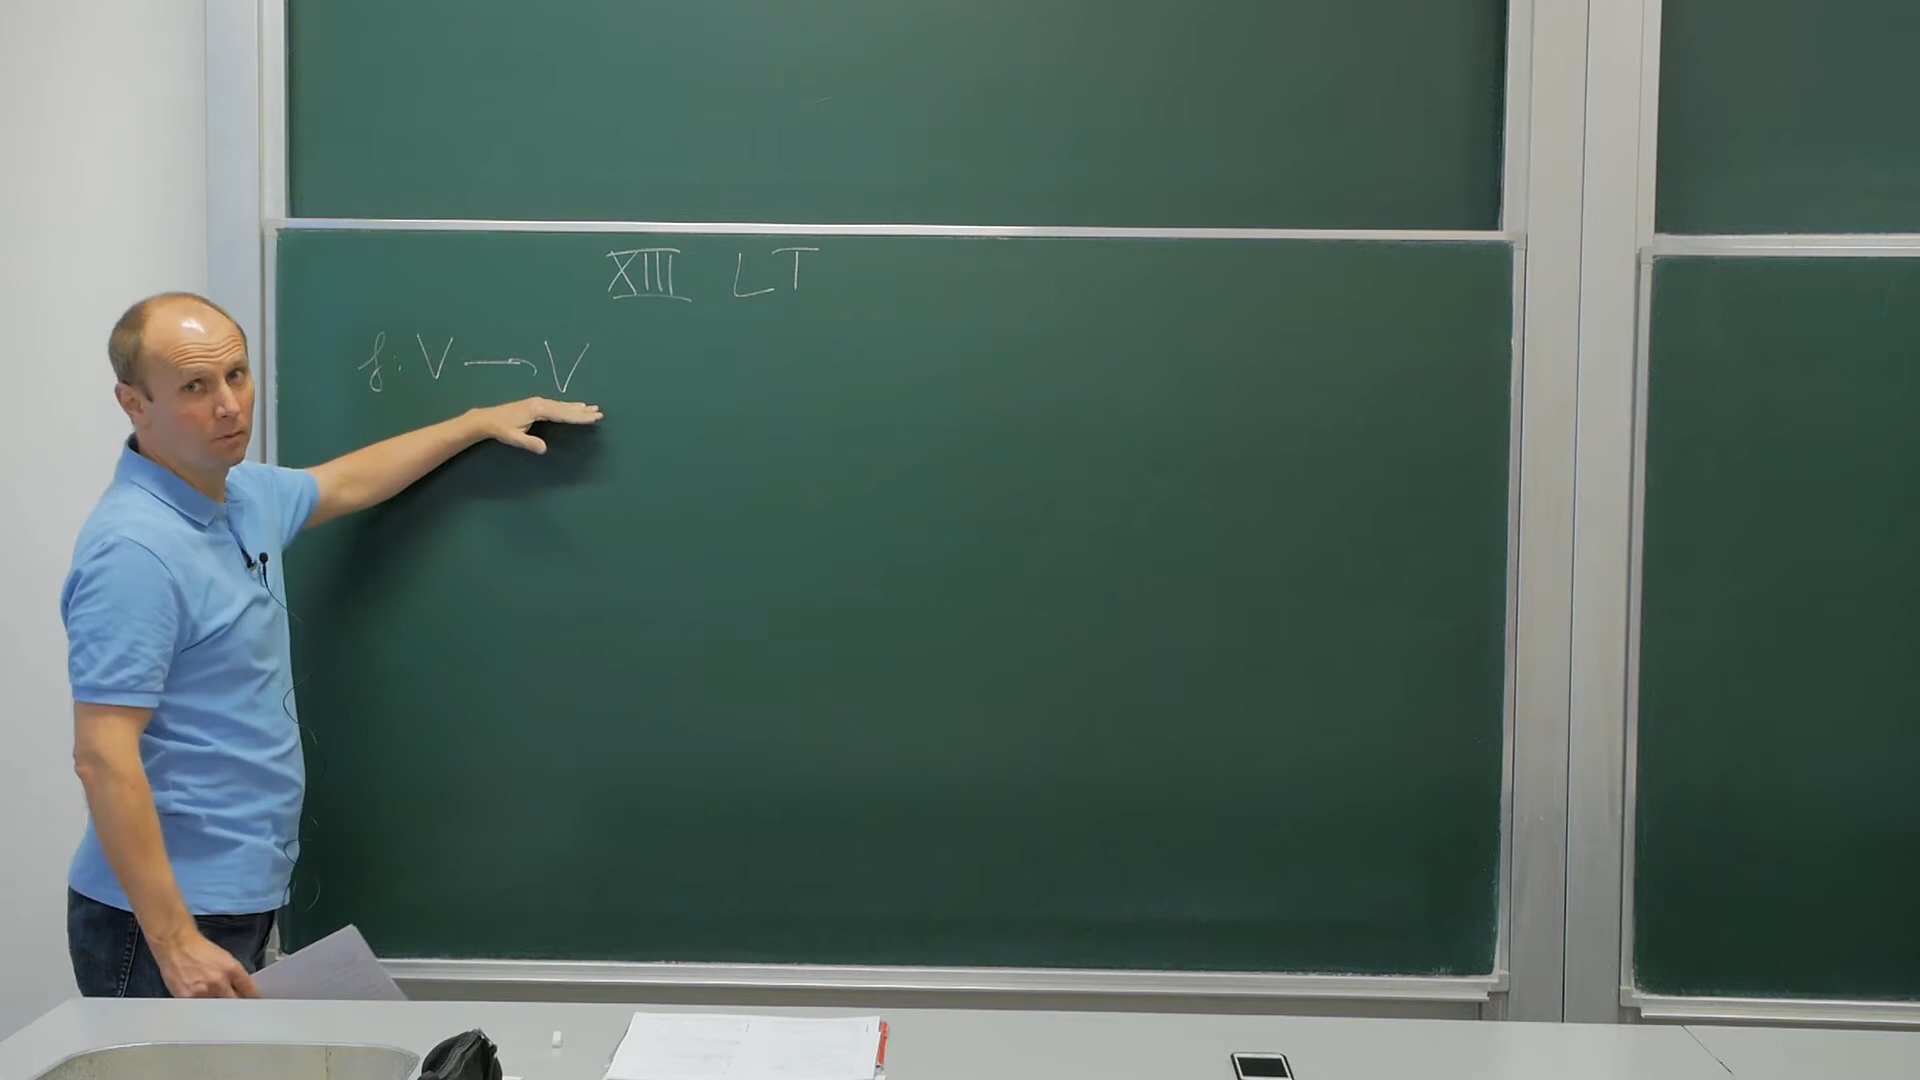 XIII LT
f: V → V